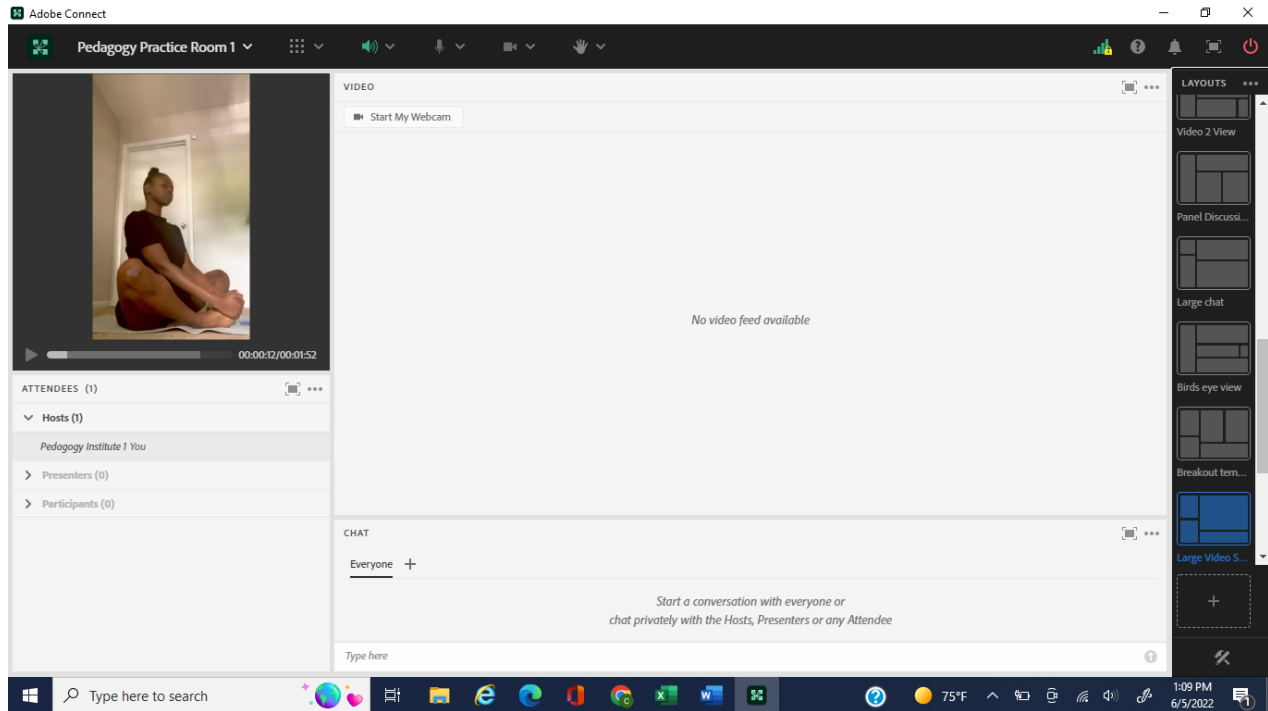 Adobe Connect
Pedagogy Practice Room 1
VIDEO
Start My Webcam
No video feed available
00:00:12/00:01:52
ATTENDEES (1)
Hosts (1)
Pedagogy Institute 1 You
Presenters (0)
Participants (0)
CHAT
Everyone
Start a conversation with everyone or
chat privately with the Hosts, Presenters or any Attendee
Type here
LAYOUTS
Video 2 View
Panel Discussi...
Large chat
Birds eye view
Breakout tem...
Large Video S...
Type here to search
75°F
1:09 PM
6/5/2022
1